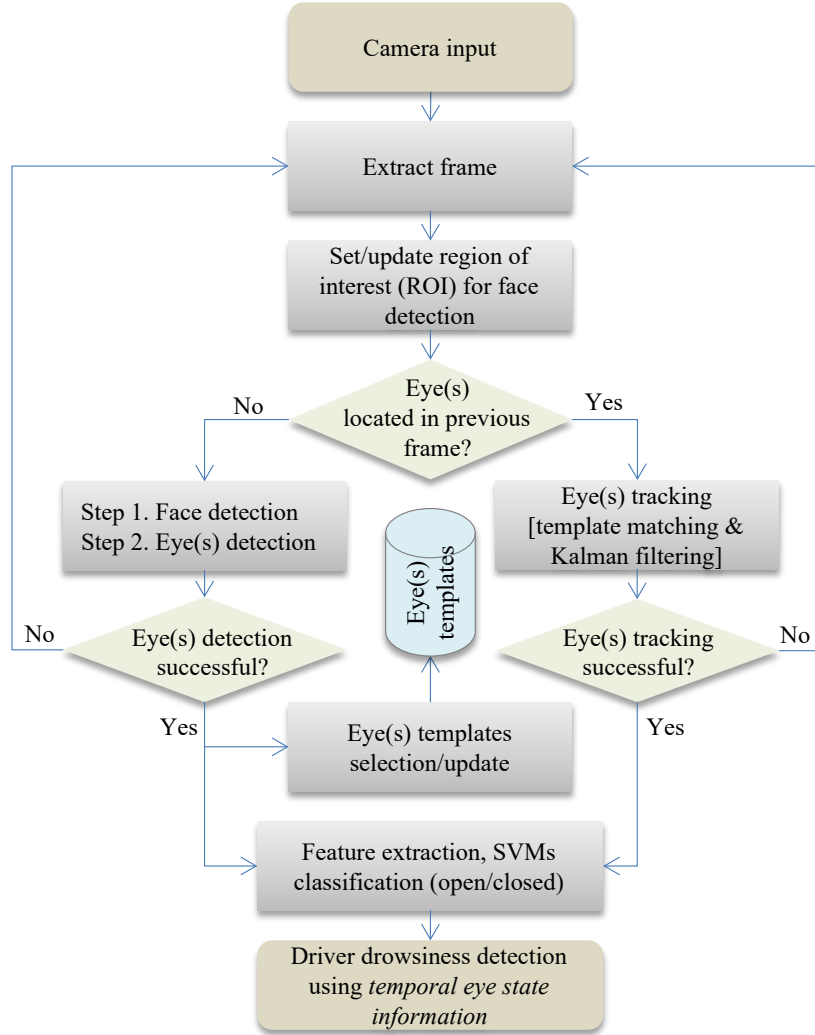 Camera input
Extract frame
Set/update region of
interest (ROI) for face
detection
Eye(s)
located in previous
frame?
No
Yes
Step 1. Face detection
Step 2. Eye(s) detection
Eye(s)
templates
Eye(s) tracking
[template matching &
Kalman filtering]
No
Eye(s) detection
successful?
Eye(s) tracking
successful?
No
Yes
Eye(s) templates
selection/update
Yes
Feature extraction, SVMs
classification (open/closed)
Driver drowsiness detection
using temporal eye state
information